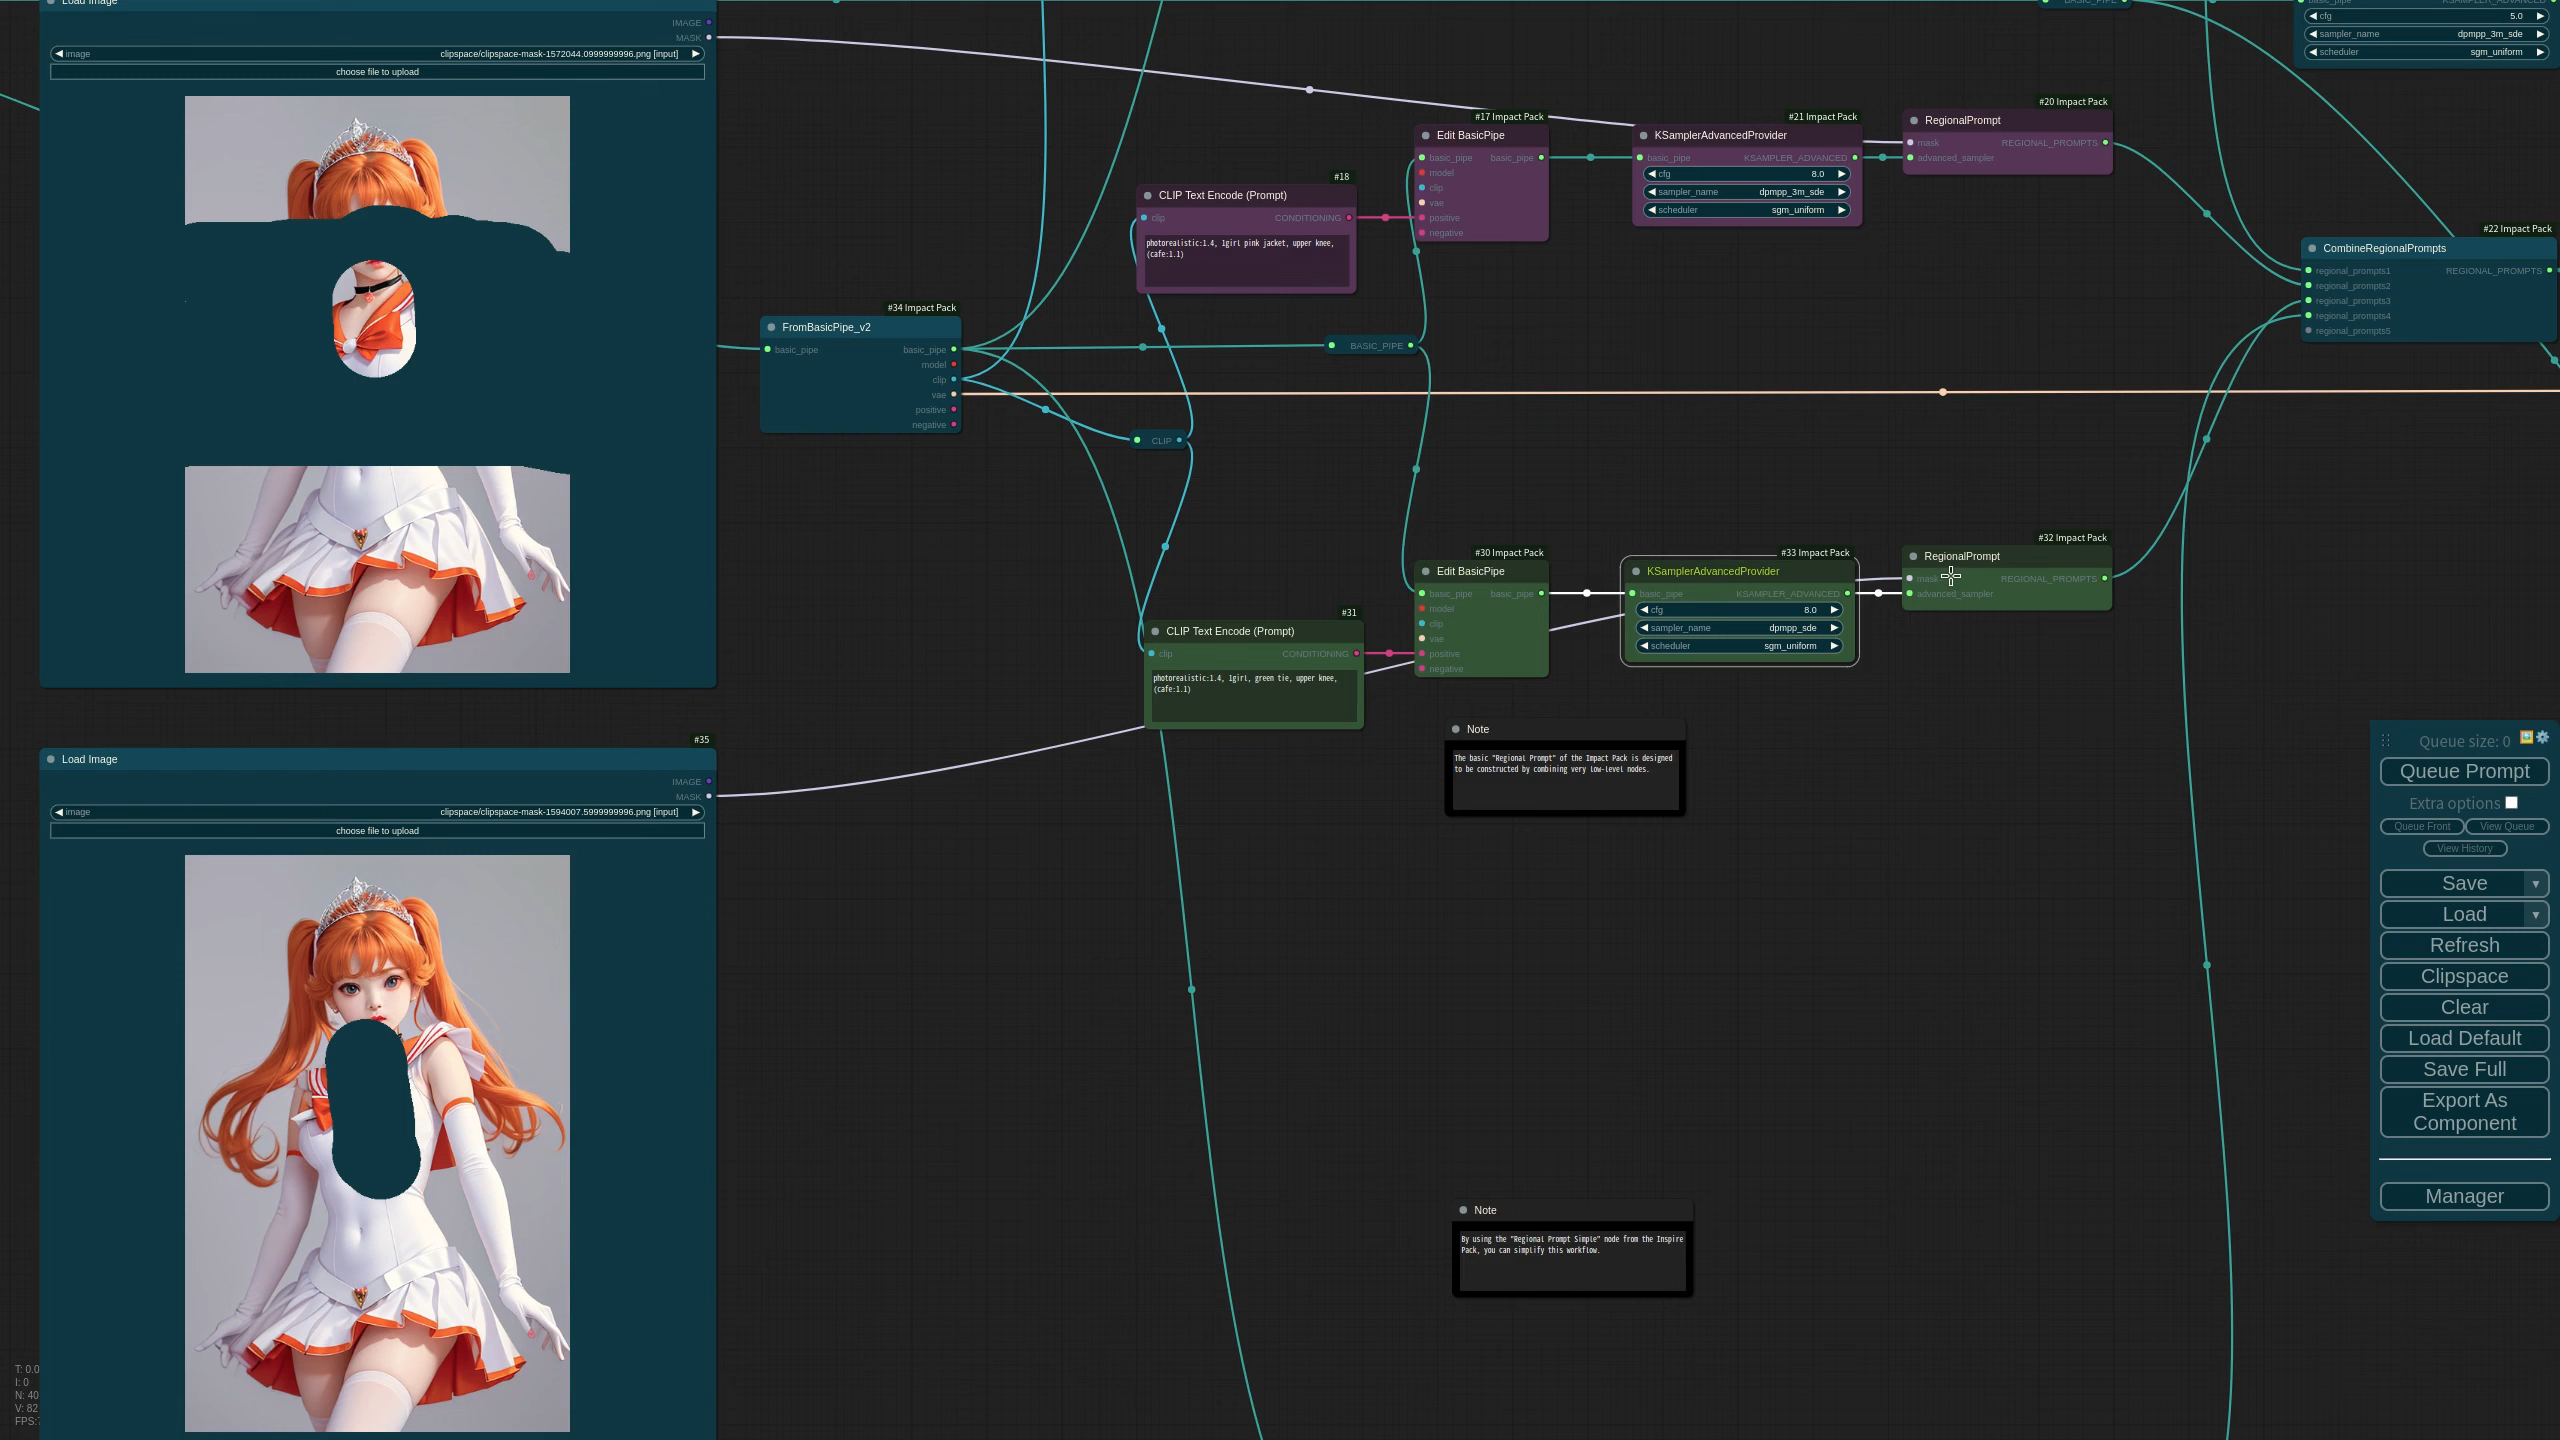 Load Image
IMAGE
MASK
image clipspace/clipspace-mask-1572044.0999999996.png [input]
choose file to upload
BASIC_PIPE
basic_pipe KSAMPLER_ADVANCED
cfg 5.0
sampler_name dpmpp_3m_sde
scheduler sgm_uniform
#17 Impact Pack
Edit BasicPipe
basic_pipe basic_pipe
model
clip
vae
positive
negative
#21 Impact Pack
KSamplerAdvancedProvider
basic_pipe KSAMPLER_ADVANCED
cfg 8.0
sampler_name dpmpp_3m_sde
scheduler sgm_uniform
#20 Impact Pack
RegionalPrompt
mask REGIONAL_PROMPTS
advanced_sampler
#18
CLIP Text Encode (Prompt)
clip CONDITIONING
photorealistic:1.4, 1girl pink jacket, upper knee,
(cafe:1.1)
#22 Impact Pack
CombineRegionalPrompts
regional_prompts1 REGIONAL_PROMPTS
regional_prompts2
regional_prompts3
regional_prompts4
regional_prompts5
#34 Impact Pack
FromBasicPipe_v2
basic_pipe basic_pipe
model
clip
vae
positive
negative
BASIC_PIPE
CLIP
#30 Impact Pack
Edit BasicPipe
basic_pipe basic_pipe
model
clip
vae
positive
negative
#33 Impact Pack
KSamplerAdvancedProvider
basic_pipe KSAMPLER_ADVANCED
cfg 8.0
sampler_name dpmpp_sde
scheduler sgm_uniform
#32 Impact Pack
RegionalPrompt
mask REGIONAL_PROMPTS
advanced_sampler
#31
CLIP Text Encode (Prompt)
clip CONDITIONING
photorealistic:1.4, 1girl, green tie, upper knee,
(cafe:1.1)
Note
The basic "Regional Prompt" of the Impact Pack is designed
to be constructed by combining very low-level nodes.
#35
Load Image
IMAGE
MASK
image clipspace/clipspace-mask-1594007.5999999996.png [input]
choose file to upload
Note
By using the "Regional Prompt Simple" node from the Inspire
Pack, you can simplify this workflow.
Queue size: 0
Queue Prompt
Extra options
Queue Front View Queue
View History
Save
Load
Refresh
Clipspace
Clear
Load Default
Save Full
Export As
Component
Manager
T: 0.0
I: 0
N: 40
V: 82
FPS: